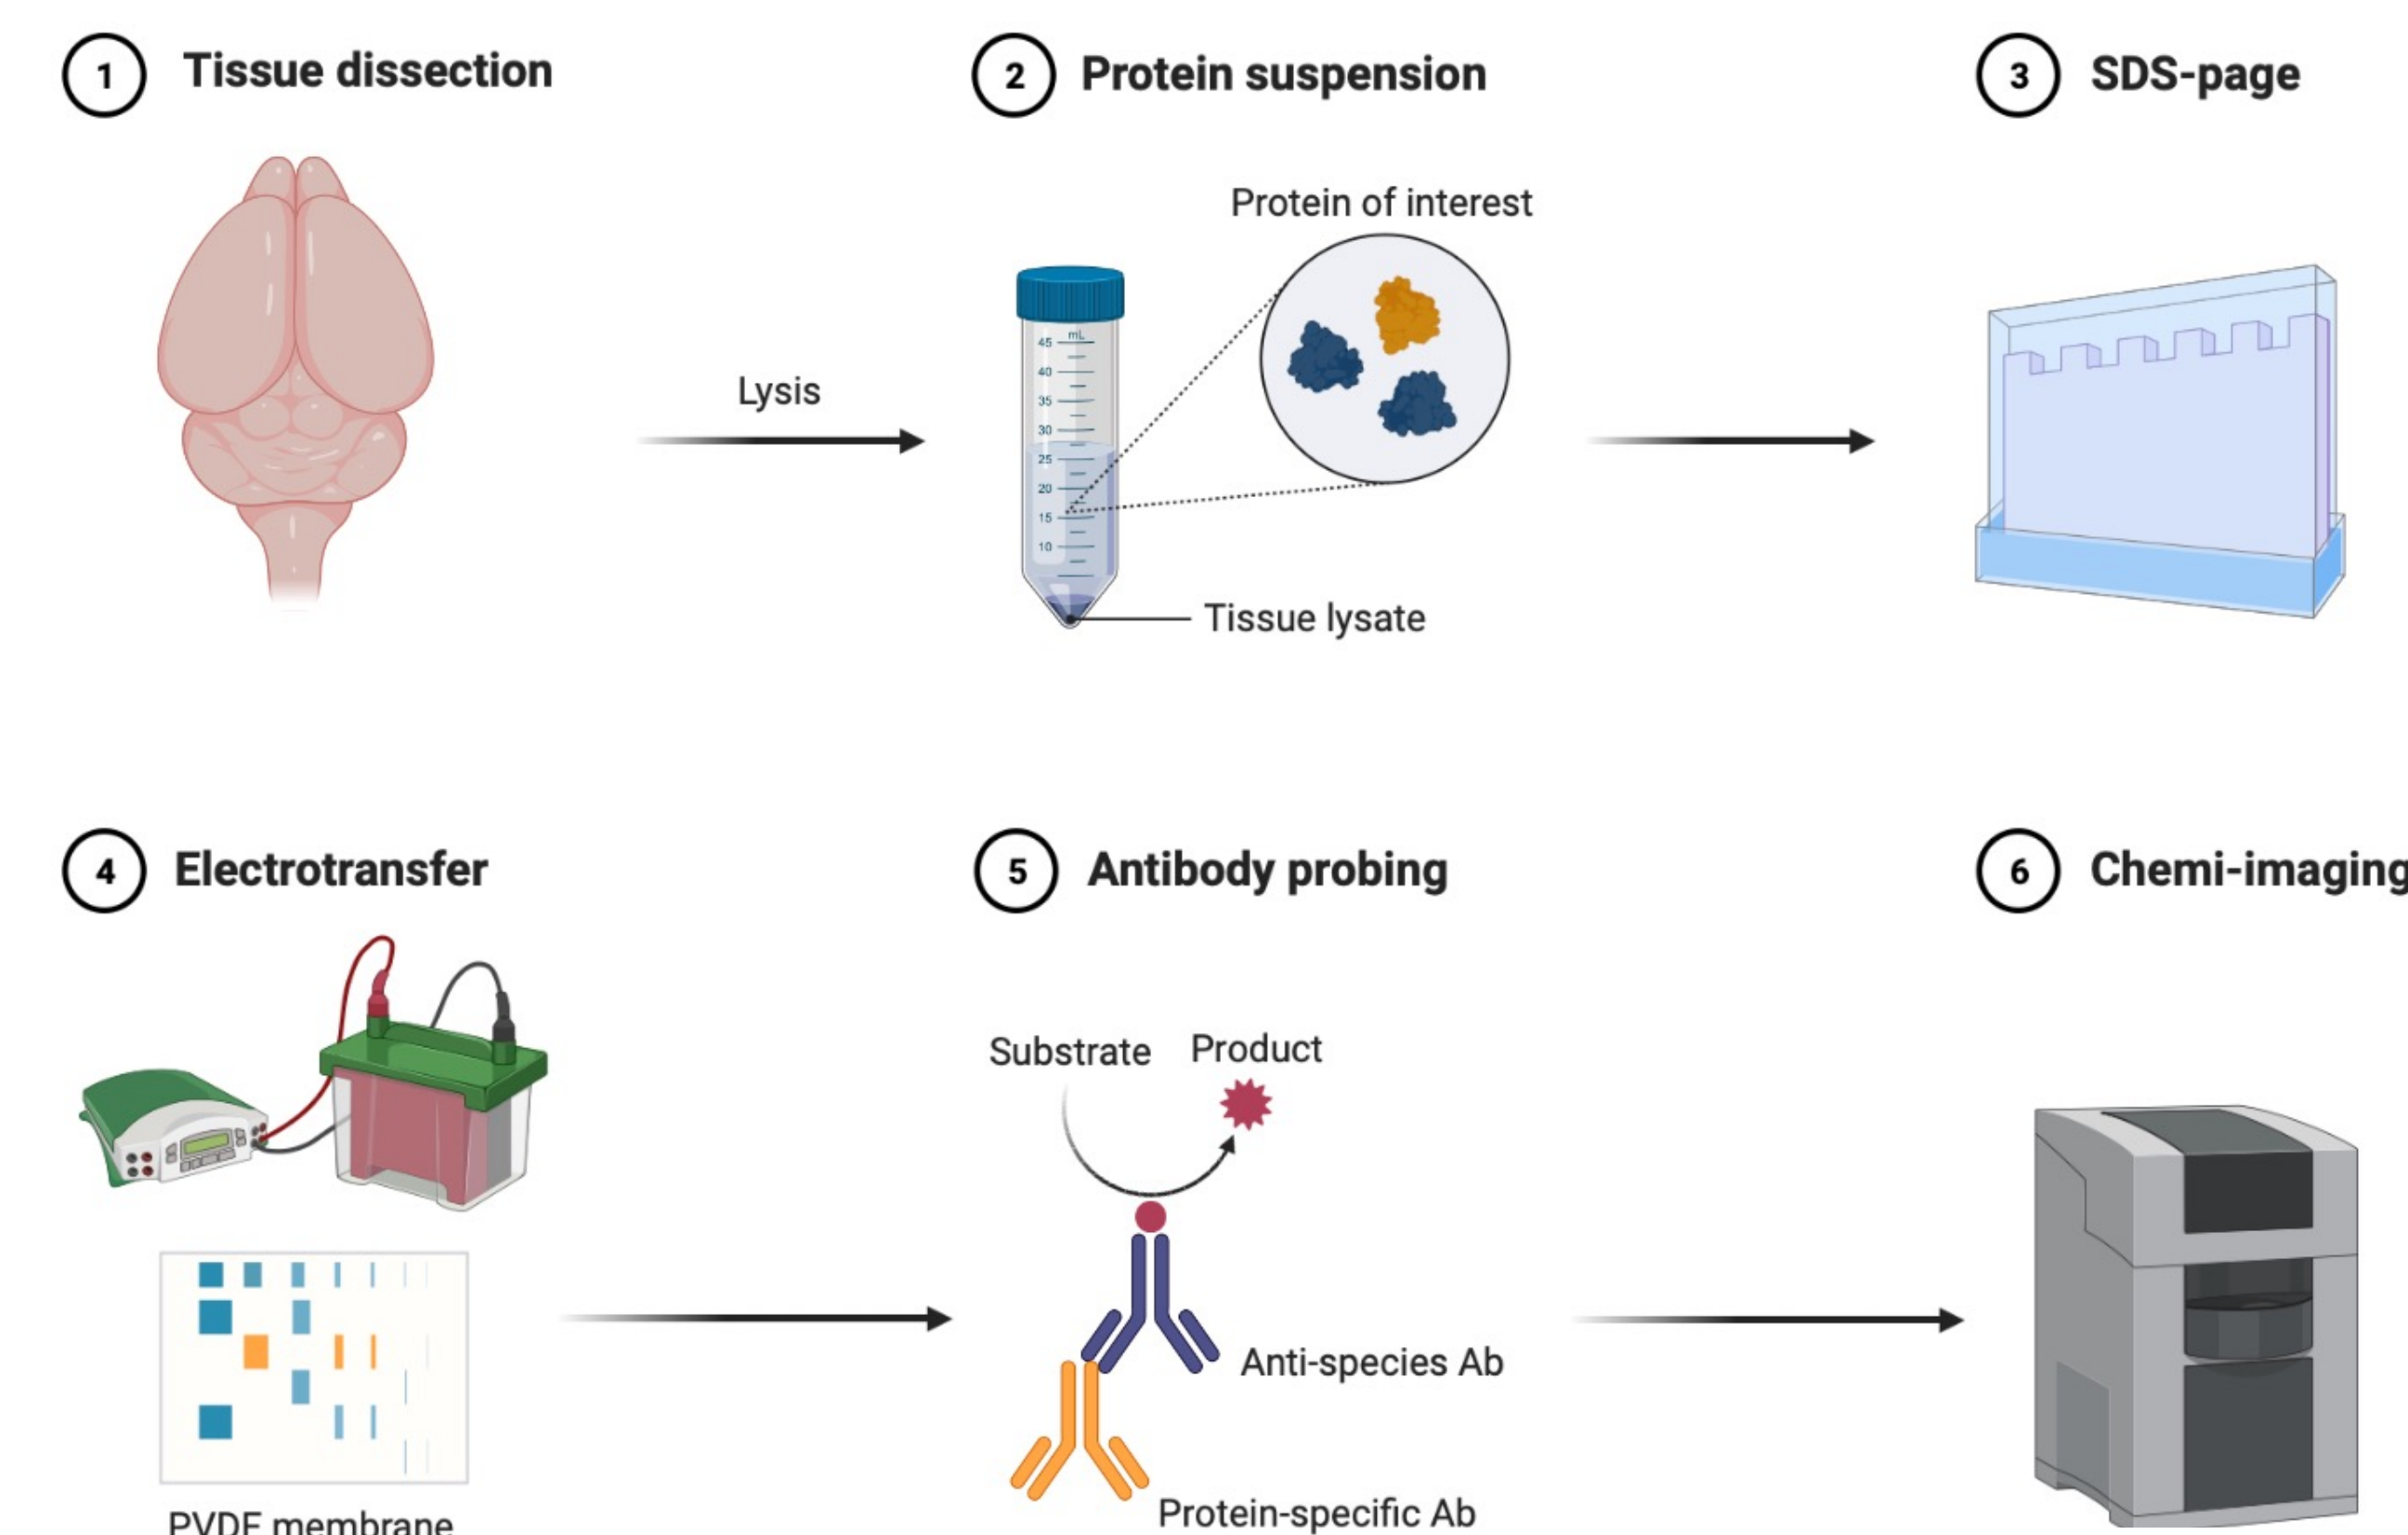 1 Tissue dissection
2 Protein suspension
3 SDS-page
Protein of interest
Lysis
mL
45
40
35
30
25
20
15
10
Tissue lysate
4 Electrotransfer
5 Antibody probing
6 Chemi-imaging
Substrate Product
Anti-species Ab
Protein-specific Ab
PVDF membrane